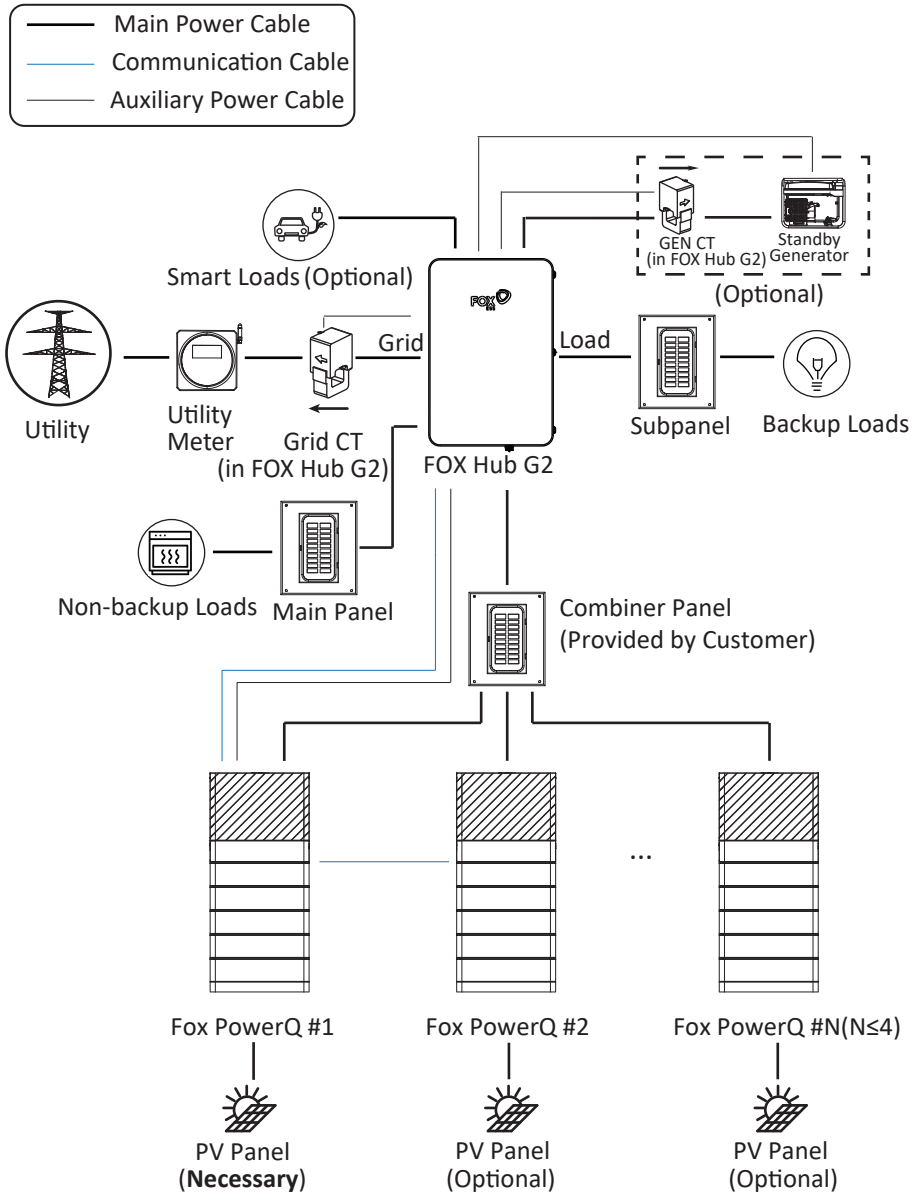 Main Power Cable
Communication Cable
Auxiliary Power Cable
GEN CT
(in FOX Hub G2)
Standby
Generator
(Optional)
Smart Loads (Optional)
FOX
ESS
Grid
Load
Utility
Utility
Meter
Grid CT
(in FOX Hub G2)
FOX Hub G2
Subpanel
Backup Loads
Non-backup Loads
Main Panel
Combiner Panel
(Provided by Customer)
...
Fox PowerQ #1
Fox PowerQ #2
Fox PowerQ #N(N≤4)
PV Panel
(Necessary)
PV Panel
(Optional)
PV Panel
(Optional)